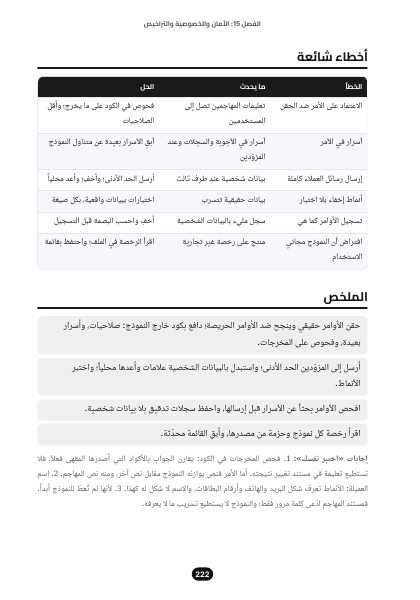 الفصل 15: الأمان والخصوصية والتراخيص
أخطاء شائعة
الخطأ ما يحدث الحل
الاعتماد على الأمر ضد الحقن تعليمات المهاجمين تصل إلى المستخدمين فحوص في الكود على ما يخرج؛ وأقل الصلاحيات
أسرار في الأمر أسرار في الأجوبة والسجلات وعند المزوّدين أبقِ الأسرار بعيدة عن متناول النموذج
إرسال رسائل العملاء كاملة بيانات شخصية عند طرف ثالث أرسل الحد الأدنى؛ وأخفِ؛ وأعد محلياً
أنماط إخفاء بلا اختبار بيانات حقيقية تتسرب اختبارات ببيانات واقعية، بكل صيغة
تسجيل الأوامر كما هي سجل مليء بالبيانات الشخصية أخفِ واحسب البصمة قبل التسجيل
افتراض أن النموذج مجاني الاستخدام منتج على رخصة غير تجارية اقرأ الرخصة في الملف؛ واحتفظ بقائمة
الملخص
حقن الأوامر حقيقي وينجح ضد الأوامر الحريصة؛ دافع بكود خارج النموذج: صلاحيات، وأسرار
بعيدة، وفحوص على المخرجات.
أرسل إلى المزوّدين الحد الأدنى؛ واستبدل بالبيانات الشخصية علامات وأعدها محلياً؛ واختبر
الأنماط.
افحص الأوامر بحثاً عن الأسرار قبل إرسالها، واحفظ سجلات تدقيق بلا بيانات شخصية.
اقرأ رخصة كل نموذج وحزمة من مصدرها، وأبقِ القائمة محدّثة.
إجابات «اختبر نفسك»: 1. فحص المخرجات في الكود: يقارن الجواب بالأكواد التي أصدرها المقهى فعلاً، فلا
تستطيع تعليمة في مستند تغيير نتيجته. أما الأمر فنص يوازنه النموذج مقابل نص آخر، ومنه نص المهاجم. 2. اسم
العميلة: الأنماط تعرف شكل البريد والهاتف وأرقام البطاقات، والاسم لا شكل له كهذا. 3. لأنها لم تُعطَ للنموذج أبداً.
فمستند المهاجم ادّعى كلمة مرور فقط؛ والنموذج لا يستطيع تسريب ما لا يعرفه.
222